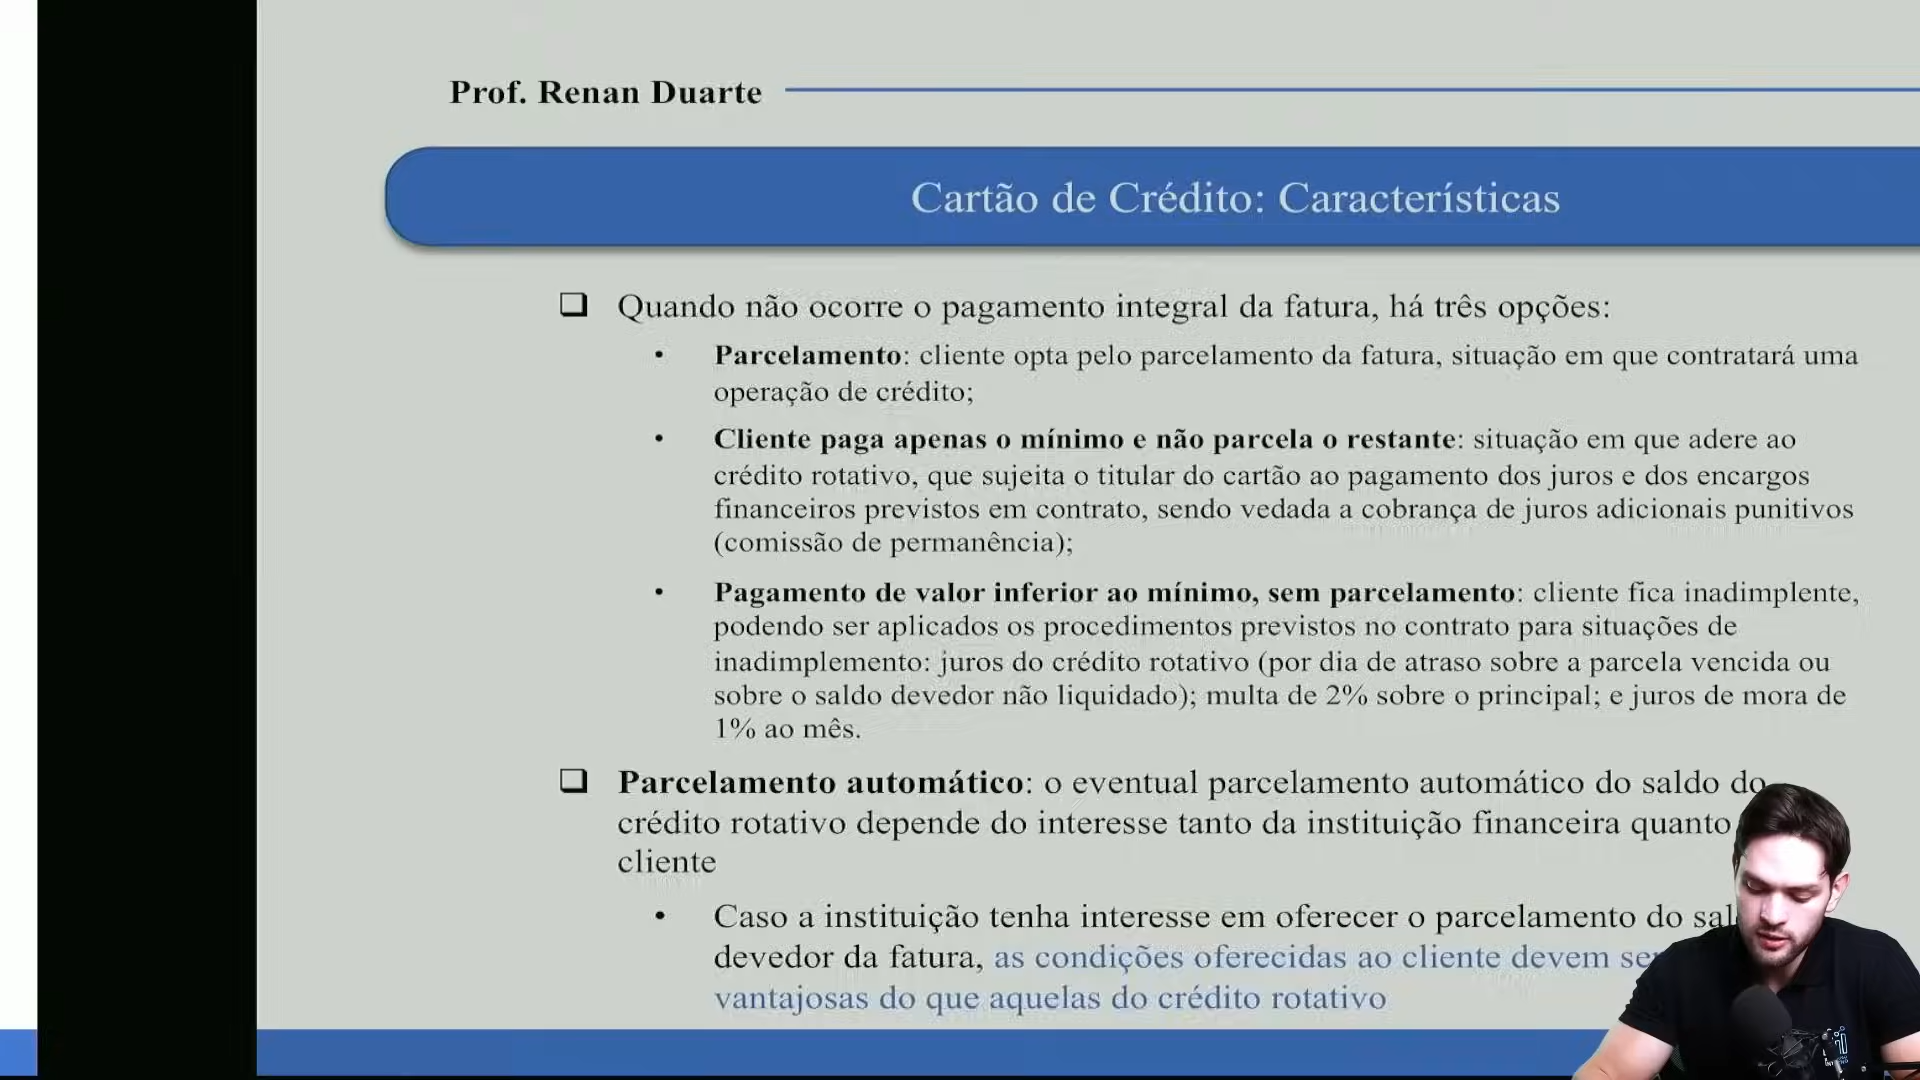 Prof. Renan Duarte
Cartão de Crédito: Características
❑ Quando não ocorre o pagamento integral da fatura, há três opções:
• Parcelamento: cliente opta pelo parcelamento da fatura, situação em que contratará uma
operação de crédito;
• Cliente paga apenas o mínimo e não parcela o restante: situação em que adere ao
crédito rotativo, que sujeita o titular do cartão ao pagamento dos juros e dos encargos
financeiros previstos em contrato, sendo vedada a cobrança de juros adicionais punitivos
(comissão de permanência);
• Pagamento de valor inferior ao mínimo, sem parcelamento: cliente fica inadimplente,
podendo ser aplicados os procedimentos previstos no contrato para situações de
inadimplemento: juros do crédito rotativo (por dia de atraso sobre a parcela vencida ou
sobre o saldo devedor não liquidado); multa de 2% sobre o principal; e juros de mora de
1% ao mês.
❑ Parcelamento automático: o eventual parcelamento automático do saldo do
crédito rotativo depende do interesse tanto da instituição financeira quanto
cliente
• Caso a instituição tenha interesse em oferecer o parcelamento do
devedor da fatura, as condições oferecidas ao cliente devem
vantajosas do que aquelas do crédito rotativo